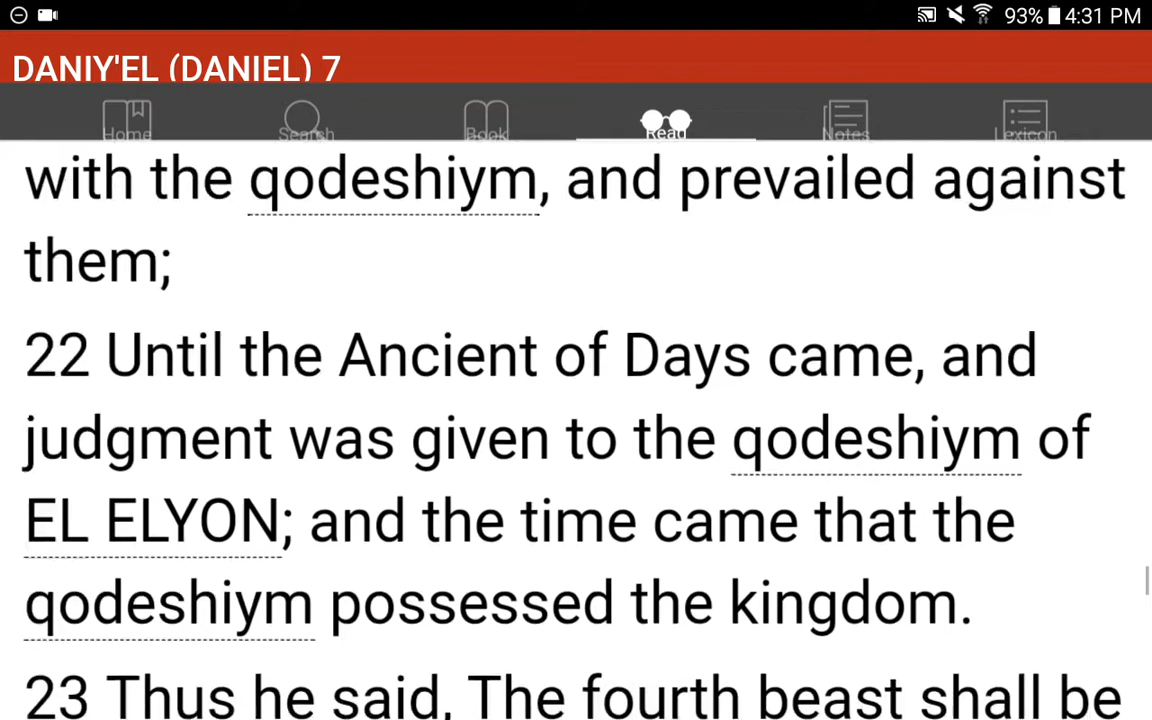 93% 4:31 PM
DANIY'EL (DANIEL) 7
Home Search Book Read Notes Lexicon
with the qodeshiym, and prevailed against
them;
22 Until the Ancient of Days came, and
judgment was given to the qodeshiym of
EL ELYON; and the time came that the
qodeshiym possessed the kingdom.
23 Thus he said, The fourth beast shall be